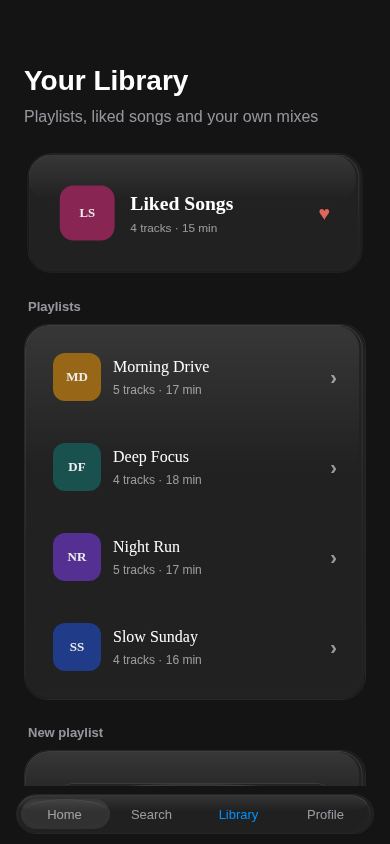 Your Library
Playlists, liked songs and your own mixes
LS
Liked Songs
4 tracks · 15 min
♥
Playlists
MD
Morning Drive
5 tracks · 17 min
›
DF
Deep Focus
4 tracks · 18 min
›
NR
Night Run
5 tracks · 17 min
›
SS
Slow Sunday
4 tracks · 16 min
›
New playlist
Home Search Library Profile